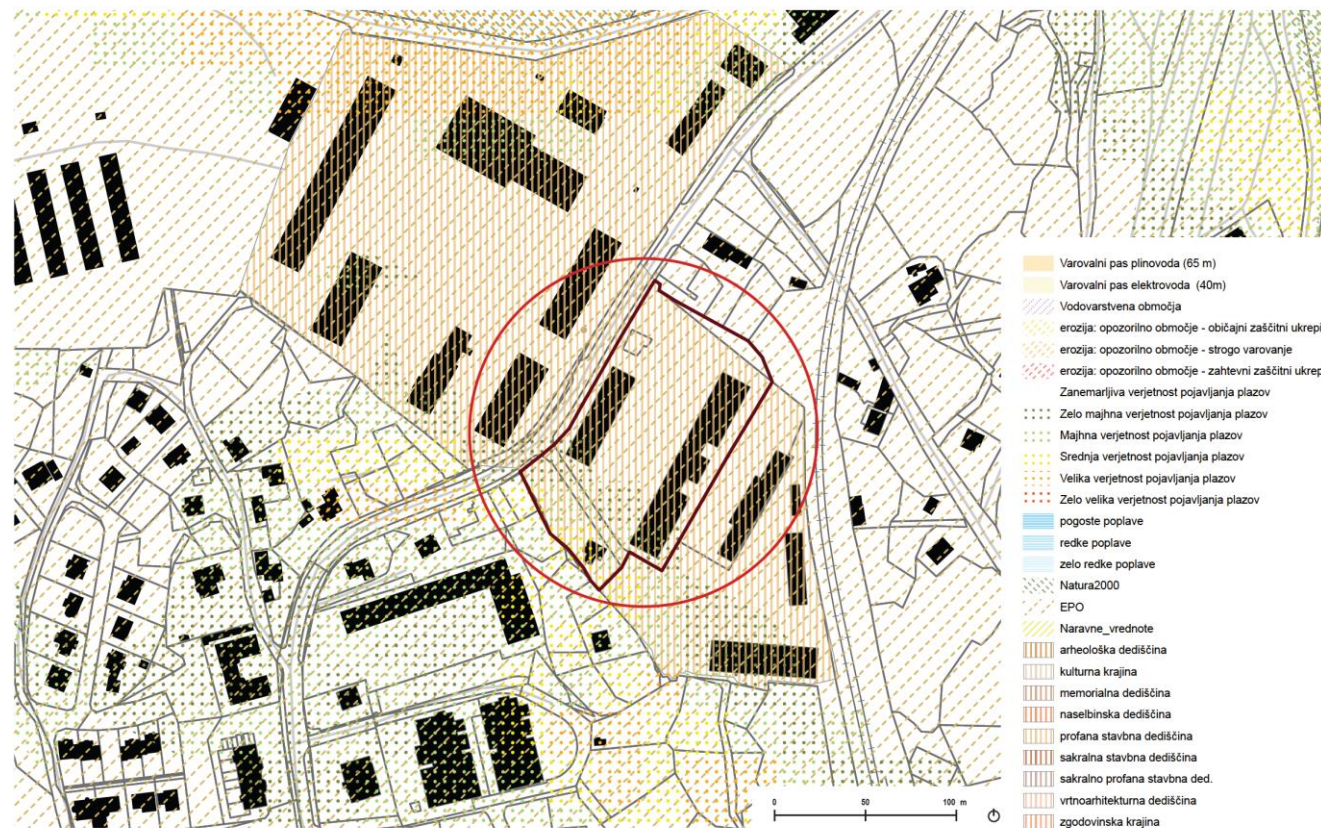 Varovalni pas plinovoda (65 m)
Varovalni pas elektrovoda (40m)
Vodovarstvena območja
erozija: opozorilno območje - običajni zaščitni ukrepi
erozija: opozorilno območje - strogo varovanje
erozija: opozorilno območje - zahtevni zaščitni ukrep
Zanemarljiva verjetnost pojavljanja plazov
Zelo majhna verjetnost pojavljanja plazov
Majhna verjetnost pojavljanja plazov
Srednja verjetnost pojavljanja plazov
Velika verjetnost pojavljanja plazov
Zelo velika verjetnost pojavljanja plazov
pogoste poplave
redke poplave
zelo redke poplave
Natura2000
EPO
Naravne_vrednote
arheološka dediščina
kulturna krajina
memorialna dediščina
naselbinska dediščina
profana stavbna dediščina
sakralna stavbna dediščina
sakralno profana stavbna ded.
vrtnoarhitekturna dediščina
zgodovinska krajina
0 50 100 m